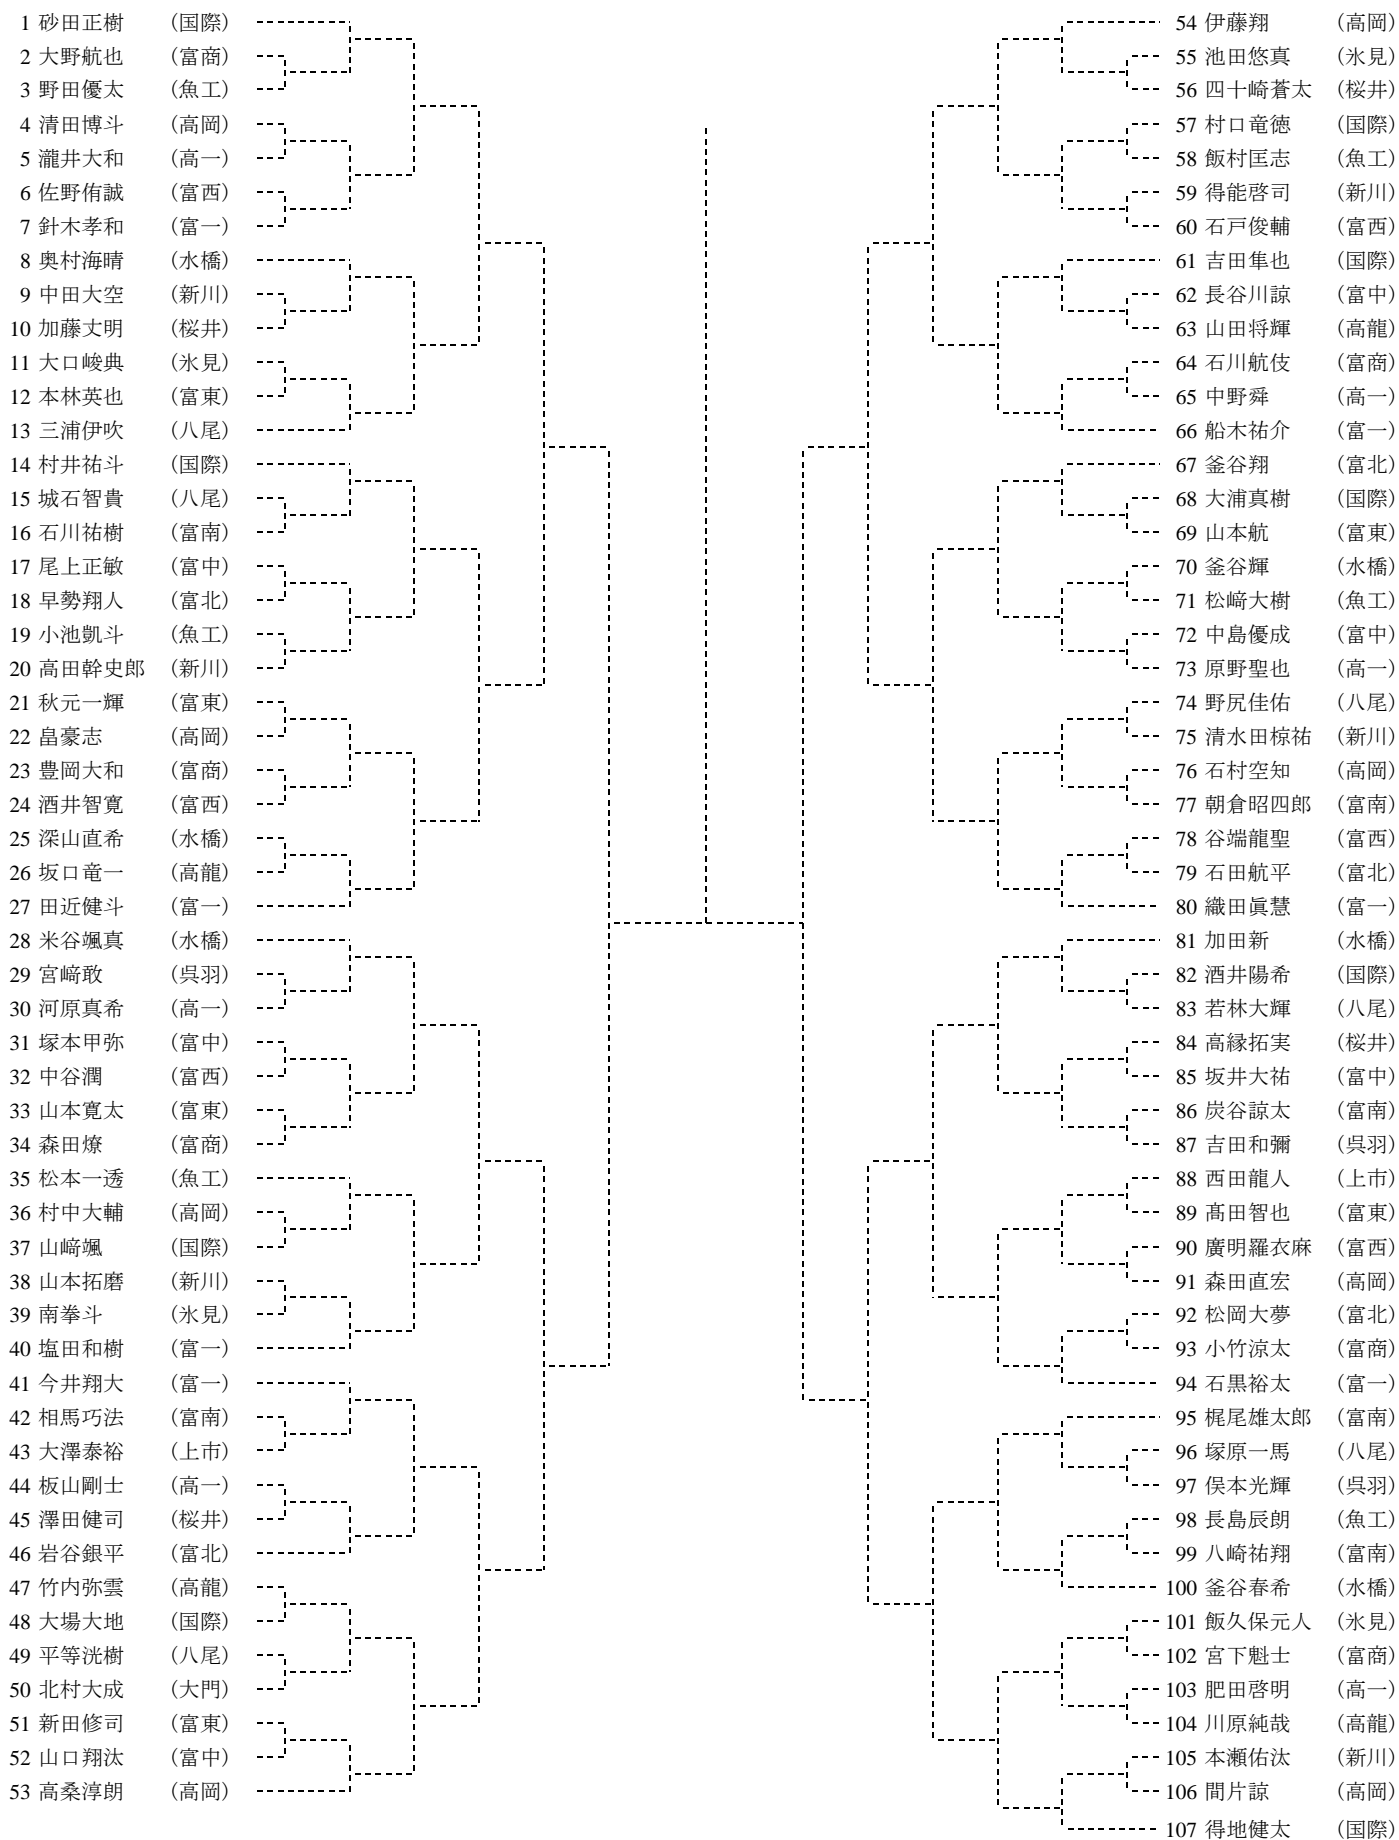 1 砂田正樹 （国際）
2 大野航也 （富商）
3 野田優太 （魚工）
4 清田博斗 （高岡）
5 瀧井大和 （高一）
6 佐野侑誠 （富西）
7 針木孝和 （富一）
8 奥村海晴 （水橋）
9 中田大空 （新川）
10 加藤丈明 （桜井）
11 大口峻典 （氷見）
12 本林英也 （富東）
13 三浦伊吹 （八尾）
14 村井祐斗 （国際）
15 城石智貴 （八尾）
16 石川祐樹 （富南）
17 尾上正敏 （富中）
18 早勢翔人 （富北）
19 小池凱斗 （魚工）
20 高田幹史郎 （新川）
21 秋元一輝 （富東）
22 畠豪志 （高岡）
23 豊岡大和 （富商）
24 酒井智寛 （富西）
25 深山直希 （水橋）
26 坂口竜一 （高龍）
27 田近健斗 （富一）
28 米谷颯真 （水橋）
29 宮﨑敢 （呉羽）
30 河原真希 （高一）
31 塚本甲弥 （富中）
32 中谷潤 （富西）
33 山本寛太 （富東）
34 森田燎 （富商）
35 松本一透 （魚工）
36 村中大輔 （高岡）
37 山﨑颯 （国際）
38 山本拓磨 （新川）
39 南拳斗 （氷見）
40 塩田和樹 （富一）
41 今井翔大 （富一）
42 相馬巧法 （富南）
43 大澤泰裕 （上市）
44 板山剛士 （高一）
45 澤田健司 （桜井）
46 岩谷銀平 （富北）
47 竹内弥雲 （高龍）
48 大場大地 （国際）
49 平等洸樹 （八尾）
50 北村大成 （大門）
51 新田修司 （富東）
52 山口翔汰 （富中）
53 高桑淳朗 （高岡）
54 伊藤翔 （高岡）
55 池田悠真 （氷見）
56 四十崎蒼太 （桜井）
57 村口竜徳 （国際）
58 飯村匡志 （魚工）
59 得能啓司 （新川）
60 石戸俊輔 （富西）
61 吉田隼也 （国際）
62 長谷川諒 （富中）
63 山田将輝 （高龍）
64 石川航伎 （富商）
65 中野舜 （高一）
66 船木祐介 （富一）
67 釜谷翔 （富北）
68 大浦真樹 （国際）
69 山本航 （富東）
70 釜谷輝 （水橋）
71 松﨑大樹 （魚工）
72 中島優成 （富中）
73 原野聖也 （高一）
74 野尻佳佑 （八尾）
75 清水田椋祐 （新川）
76 石村空知 （高岡）
77 朝倉昭四郎 （富南）
78 谷端龍聖 （富西）
79 石田航平 （富北）
80 織田眞慧 （富一）
81 加田新 （水橋）
82 酒井陽希 （国際）
83 若林大輝 （八尾）
84 高縁拓実 （桜井）
85 坂井大祐 （富中）
86 炭谷諒太 （富南）
87 吉田和彌 （呉羽）
88 西田龍人 （上市）
89 髙田智也 （富東）
90 廣明羅衣麻 （富西）
91 森田直宏 （高岡）
92 松岡大夢 （富北）
93 小竹涼太 （富商）
94 石黒裕太 （富一）
95 梶尾雄太郎 （富南）
96 塚原一馬 （八尾）
97 俣本光輝 （呉羽）
98 長島辰朗 （魚工）
99 八崎祐翔 （富南）
100 釜谷春希 （水橋）
101 飯久保元人 （氷見）
102 宮下魁士 （富商）
103 肥田啓明 （高一）
104 川原純哉 （高龍）
105 本瀬佑汰 （新川）
106 間片諒 （高岡）
107 得地健太 （国際）